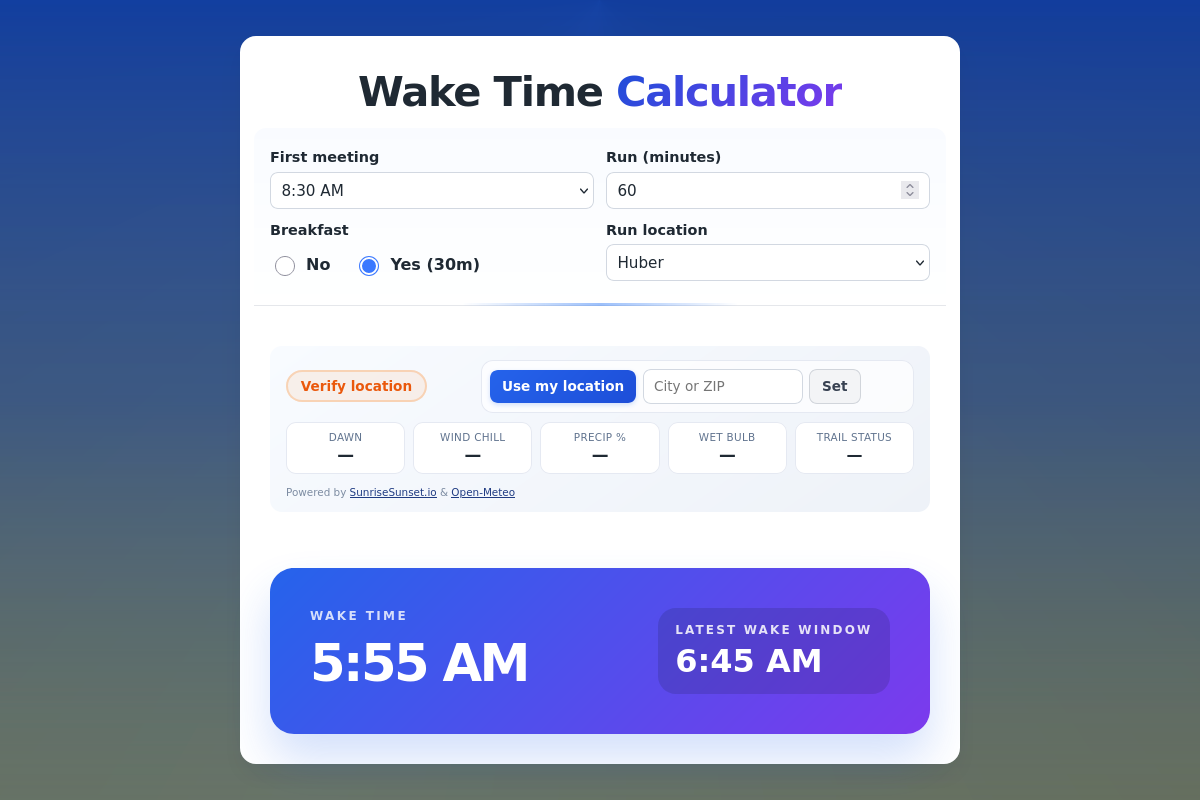 Wake Time Calculator
First meeting
8:30 AM
Run (minutes)
60
Breakfast
No
Yes (30m)
Run location
Huber
Verify location
Use my location
City or ZIP
Set
DAWN
—
WIND CHILL
—
PRECIP %
—
WET BULB
—
TRAIL STATUS
—
Powered by SunriseSunset.io & Open-Meteo
WAKE TIME
5:55 AM
LATEST WAKE WINDOW
6:45 AM